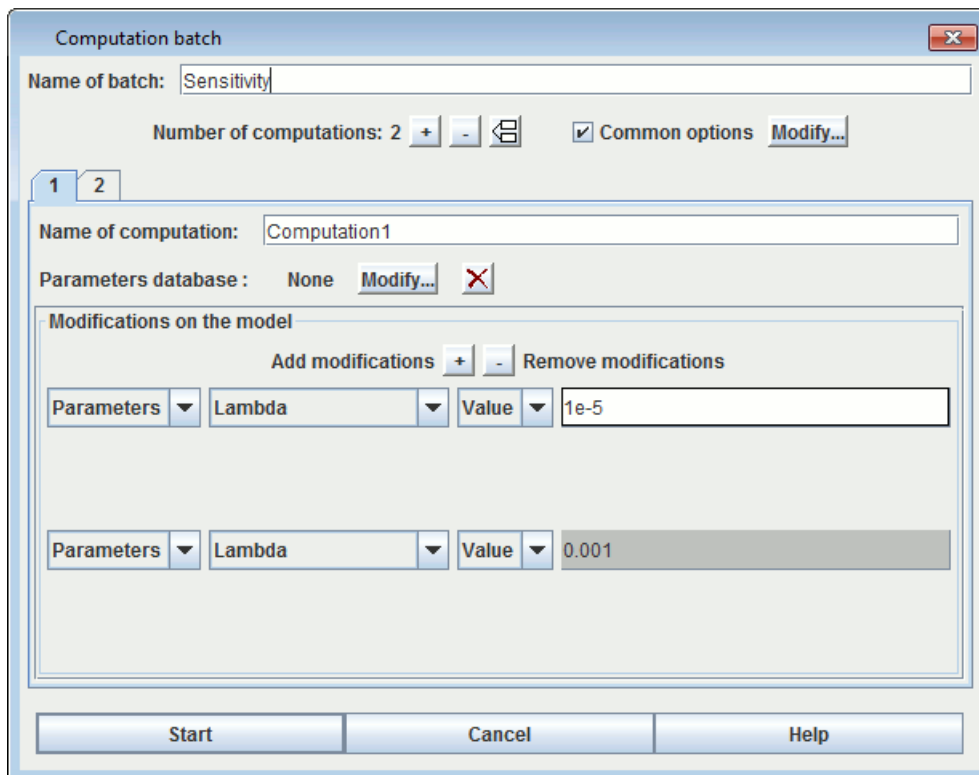 Computation batch
Name of batch: Sensitivity
Number of computations: 2 + - Common options Modify...
1 2
Name of computation: Computation1
Parameters database : None Modify...
Modifications on the model
Add modifications + - Remove modifications
Parameters Lambda Value 1e-5
Parameters Lambda Value 0.001
Start Cancel Help